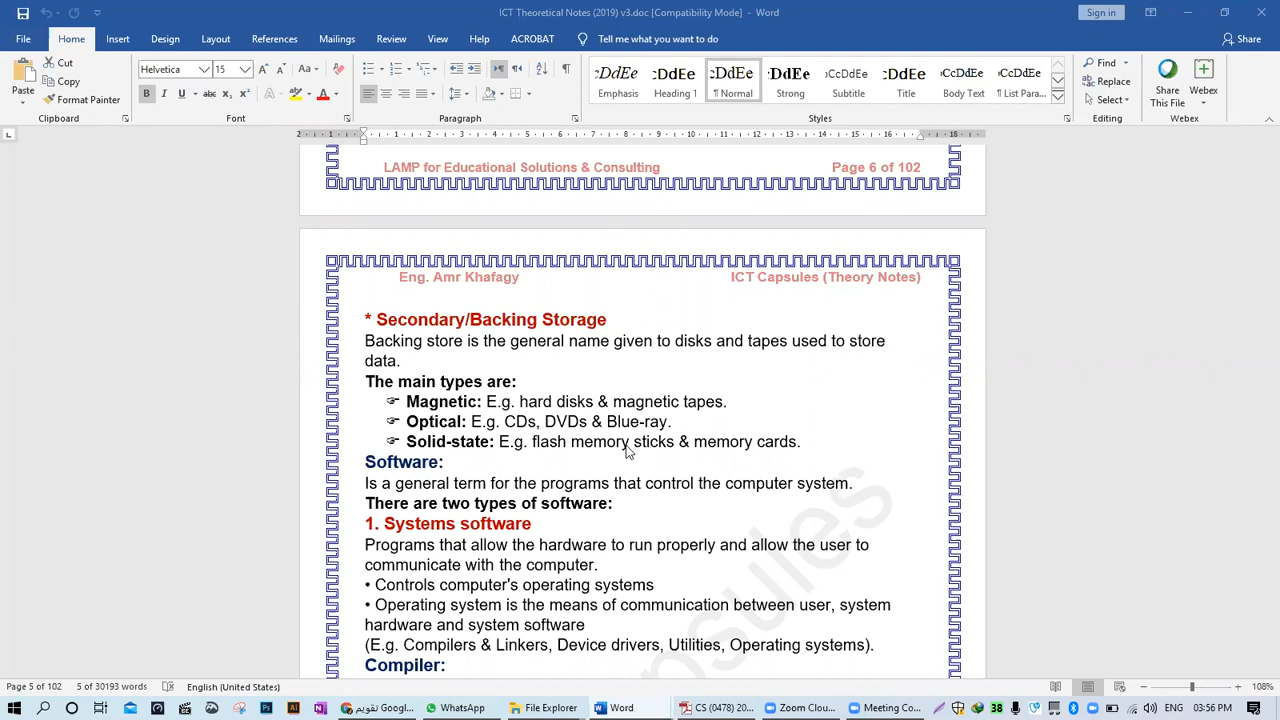 ICT Theoretical Notes (2019) v3.doc [Compatibility Mode] - Word
Sign in
File Home Insert Design Layout References Mailings Review View Help ACROBAT Tell me what you want to do Share
Cut
Copy
Format Painter
Paste
Clipboard
Helvetica 15
Font
Paragraph
Emphasis Heading 1 ¶ Normal Strong Subtitle Title Body Text ¶ List Para...
Styles
Find
Replace
Select
Editing
Share This File
Webex
Webex
LAMP for Educational Solutions & Consulting Page 6 of 102
Eng. Amr Khafagy ICT Capsules (Theory Notes)
* Secondary/Backing Storage
Backing store is the general name given to disks and tapes used to store
data.
The main types are:
Magnetic: E.g. hard disks & magnetic tapes.
Optical: E.g. CDs, DVDs & Blue-ray.
Solid-state: E.g. flash memory sticks & memory cards.
Software:
Is a general term for the programs that control the computer system.
There are two types of software:
1. Systems software
Programs that allow the hardware to run properly and allow the user to
communicate with the computer.
• Controls computer's operating systems
• Operating system is the means of communication between user, system
hardware and system software
(E.g. Compilers & Linkers, Device drivers, Utilities, Operating systems).
Compiler:
Page 5 of 102 5 of 30193 words English (United States) 108%
تقويم Googl... WhatsApp File Explorer Word CS (0478) 20... Zoom Clou... Meeting Co... 38 03:56 PM